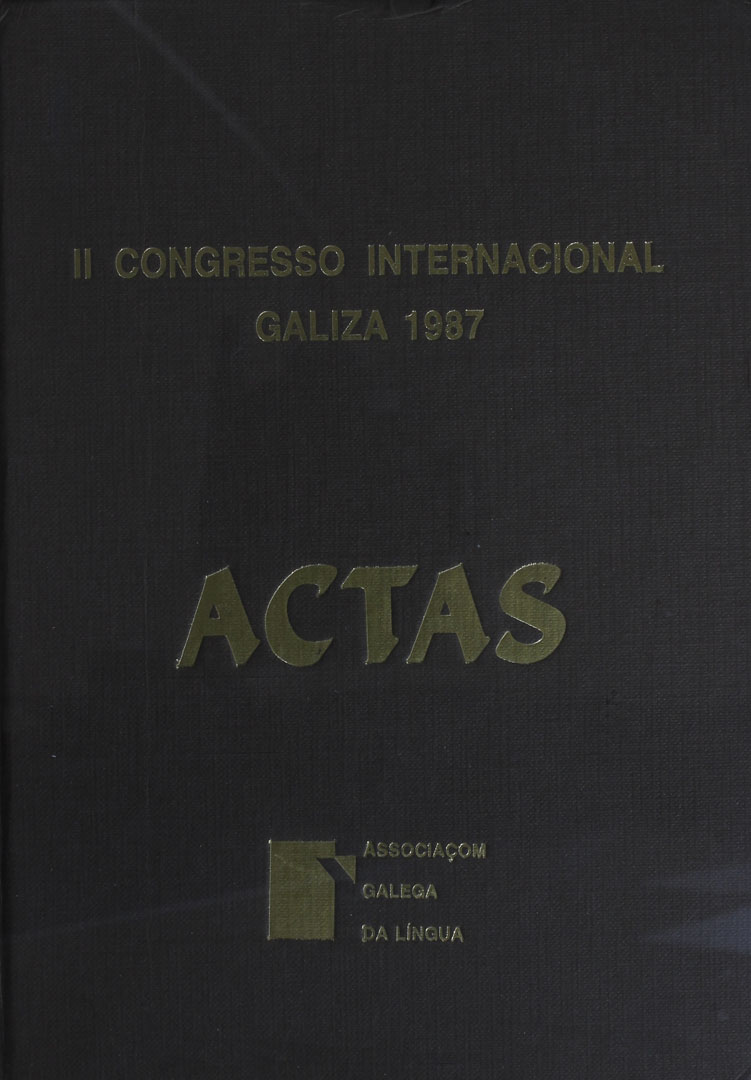 II CONGRESSO INTERNACIONAL
GALIZA 1987
ACTAS
ASSOCIAÇOM
GALEGA
DA LÍNGUA